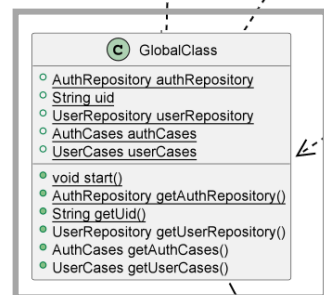 C GlobalClass
AuthRepository authRepository
String uid
UserRepository userRepository
AuthCases authCases
UserCases userCases
void start()
AuthRepository getAuthRepository()
String getUid()
UserRepository getUserRepository()
AuthCases getAuthCases()
UserCases getUserCases()